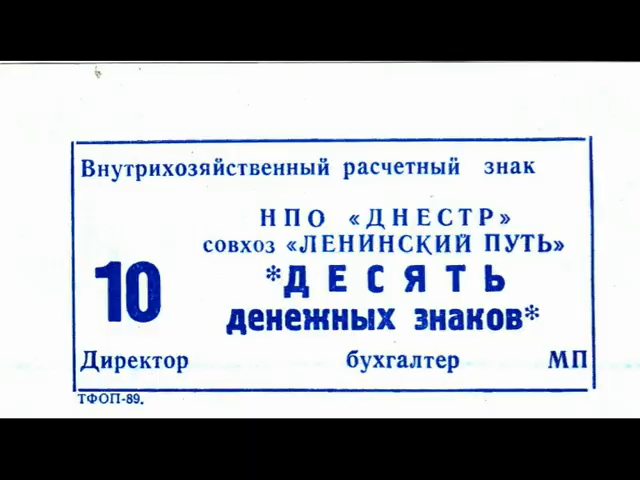 Внутрихозяйственный расчетный знак
НПО «ДНЕСТР»
совхоз «ЛЕНИНСКИЙ ПУТЬ»
10
*ДЕСЯТЬ
денежных знаков*
Директор бухгалтер МП
ТФОП-89.